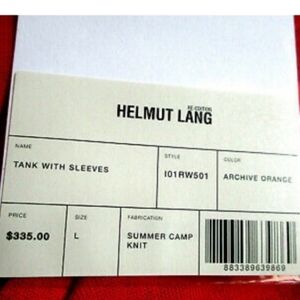 RE-EDITION
HELMUT LANG
NAME
TANK WITH SLEEVES
STYLE
I01RW501
COLOR
ARCHIVE ORANGE
PRICE
$335.00
SIZE
L
FABRICATION
SUMMER CAMP
KNIT
883389639869